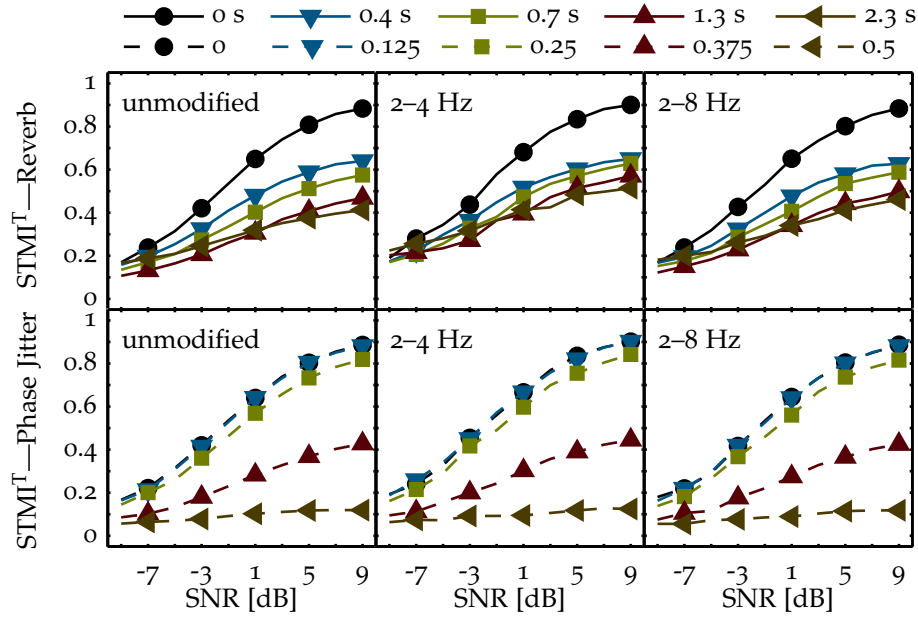 0 s 0.4 s 0.7 s 1.3 s 2.3 s
0 0.125 0.25 0.375 0.5
STMI^T—Reverb
1
0.8
0.6
0.4
0.2
0
unmodified
2–4 Hz
2–8 Hz
STMI^T—Phase Jitter
1
0.8
0.6
0.4
0.2
0
unmodified
2–4 Hz
2–8 Hz
-7 -3 1 5 9
-7 -3 1 5 9
-7 -3 1 5 9
SNR [dB]
SNR [dB]
SNR [dB]